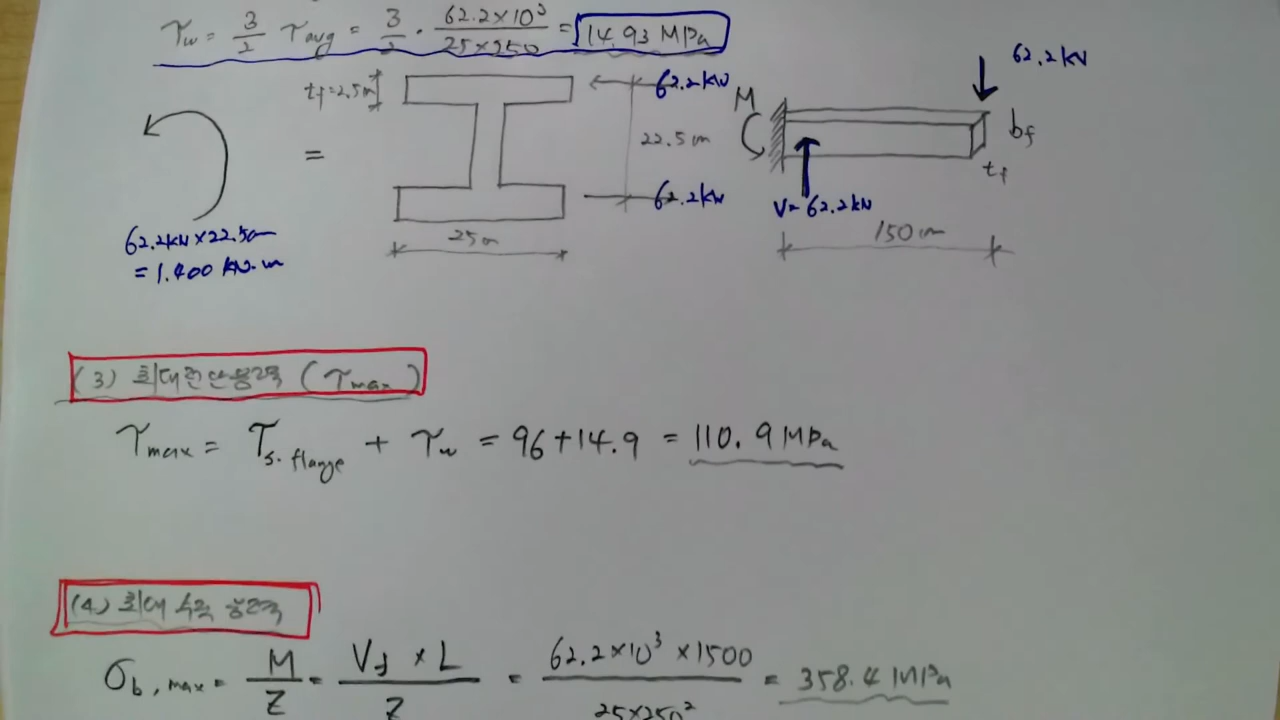 τw = 3/2 τavg = 3/2 · 62.2×10³/25×250 = 14.93 MPa
tf=2.5cm
62.2kN
22.5cm
62.2kN
25cm
62.2kN×22.5cm
= 1.400 kN·m
62.2kN
M
bf
tf
V=62.2kN
150cm
(3) 최대전단응력 (τmax)
τmax = τs.flange + τw = 96+14.9 = 110.9MPa
(4) 최대 수직 응력
σb,max = M/Z = Vf × L/Z = 62.2×10³ ×1500/25×250² = 358.4 MPa